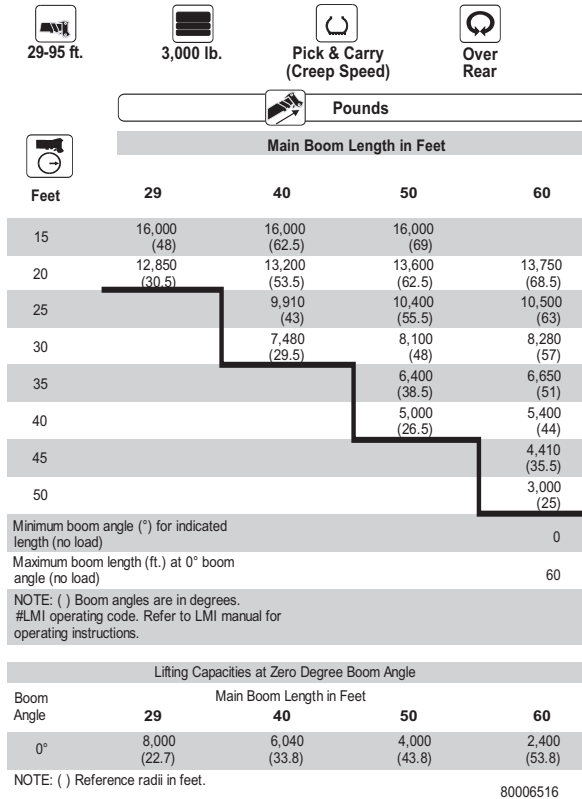 29-95 ft. 3,000 lb. Pick & Carry Over
(Creep Speed) Rear
Pounds
Main Boom Length in Feet
Feet 29 40 50 60
15 16,000 16,000 16,000
(48) (62.5) (69)
20 12,850 13,200 13,600 13,750
(30.5) (53.5) (62.5) (68.5)
25 9,910 10,400 10,500
(43) (55.5) (63)
30 7,480 8,100 8,280
(29.5) (48) (57)
35 6,400 6,650
(38.5) (51)
40 5,000 5,400
(26.5) (44)
45 4,410
(35.5)
50 3,000
(25)
Minimum boom angle (°) for indicated
length (no load) 0
Maximum boom length (ft.) at 0° boom
angle (no load) 60
NOTE: ( ) Boom angles are in degrees.
#LMI operating code. Refer to LMI manual for
operating instructions.
Lifting Capacities at Zero Degree Boom Angle
Boom Main Boom Length in Feet
Angle 29 40 50 60
0° 8,000 6,040 4,000 2,400
(22.7) (33.8) (43.8) (53.8)
NOTE: ( ) Reference radii in feet.
80006516